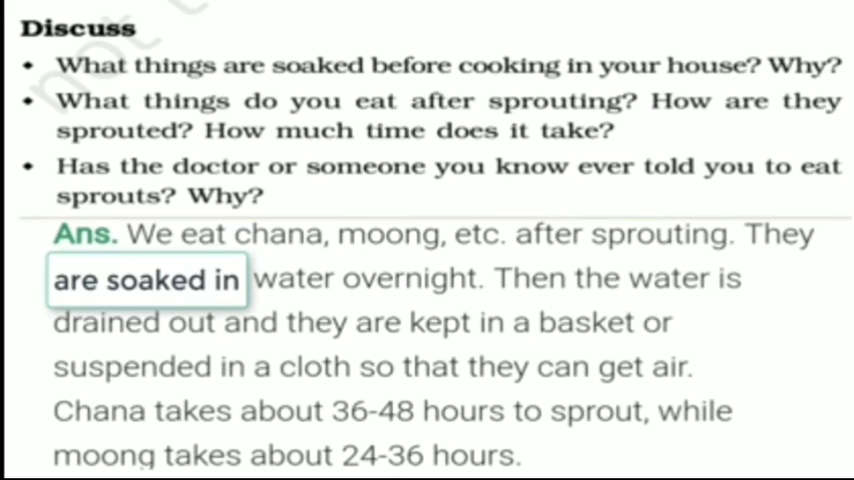 Discuss
• What things are soaked before cooking in your house? Why?
• What things do you eat after sprouting? How are they
sprouted? How much time does it take?
• Has the doctor or someone you know ever told you to eat
sprouts? Why?
Ans. We eat chana, moong, etc. after sprouting. They
are soaked in water overnight. Then the water is
drained out and they are kept in a basket or
suspended in a cloth so that they can get air.
Chana takes about 36-48 hours to sprout, while
moong takes about 24-36 hours.